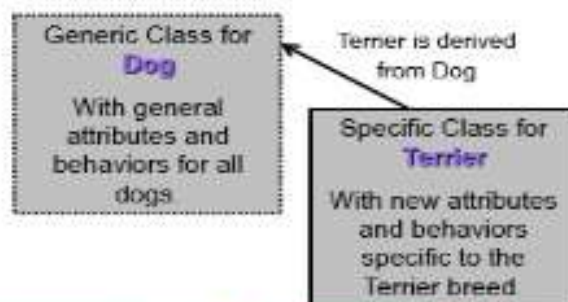 Generic Class for
Dog
With general
attributes and
behaviors for all
dogs
Terrier is derived
from Dog
Specific Class for
Terrier
With new attributes
and behaviors
specific to the
Terrier breed